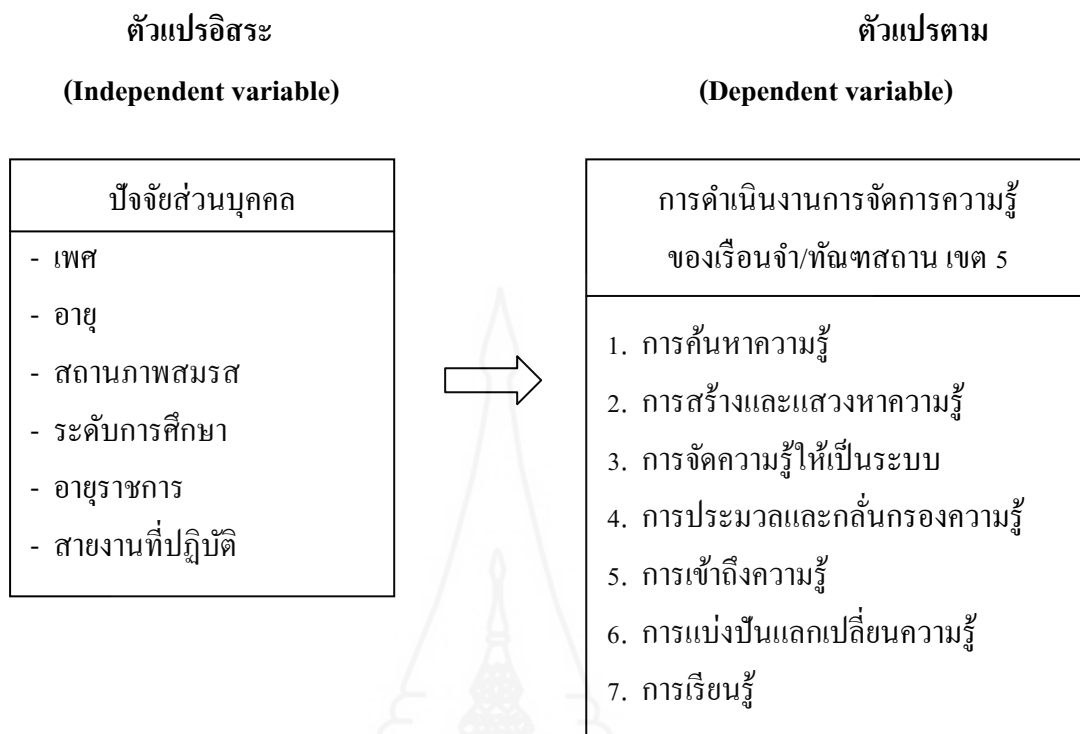 ตัวแปรอิสระ
(Independent variable)
ปัจจัยส่วนบุคคล
- เพศ
- อายุ
- สถานภาพสมรส
- ระดับการศึกษา
- อายุราชการ
- สายงานที่ปฏิบัติ
ตัวแปรตาม
(Dependent variable)
การดำเนินงานการจัดการความรู้
ของเรือนจำ/ทัณฑสถาน เขต 5
1. การค้นหาความรู้
2. การสร้างและแสวงหาความรู้
3. การจัดความรู้ให้เป็นระบบ
4. การประมวลและกลั่นกรองความรู้
5. การเข้าถึงความรู้
6. การแบ่งปันแลกเปลี่ยนความรู้
7. การเรียนรู้